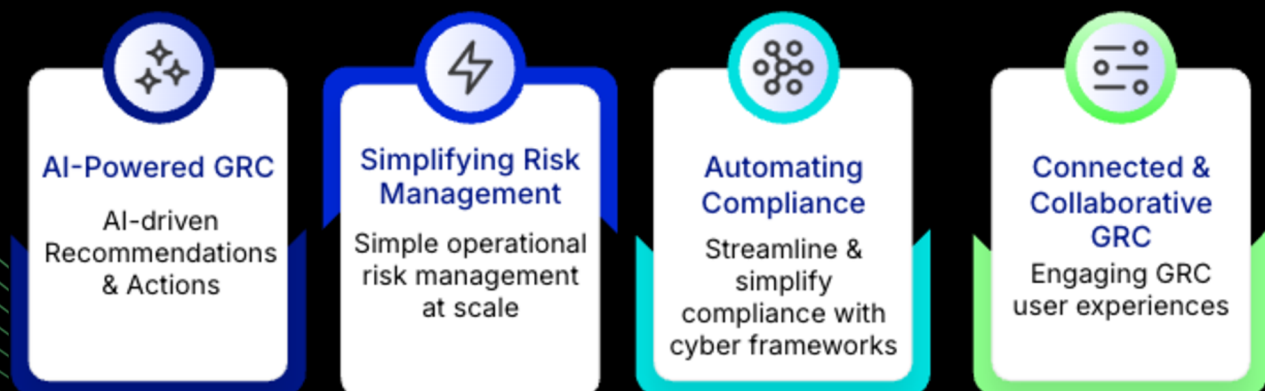 AI-Powered GRC
AI-driven
Recommendations
& Actions
Simplifying Risk
Management
Simple operational
risk management
at scale
Automating
Compliance
Streamline &
simplify
compliance with
cyber frameworks
Connected &
Collaborative
GRC
Engaging GRC
user experiences